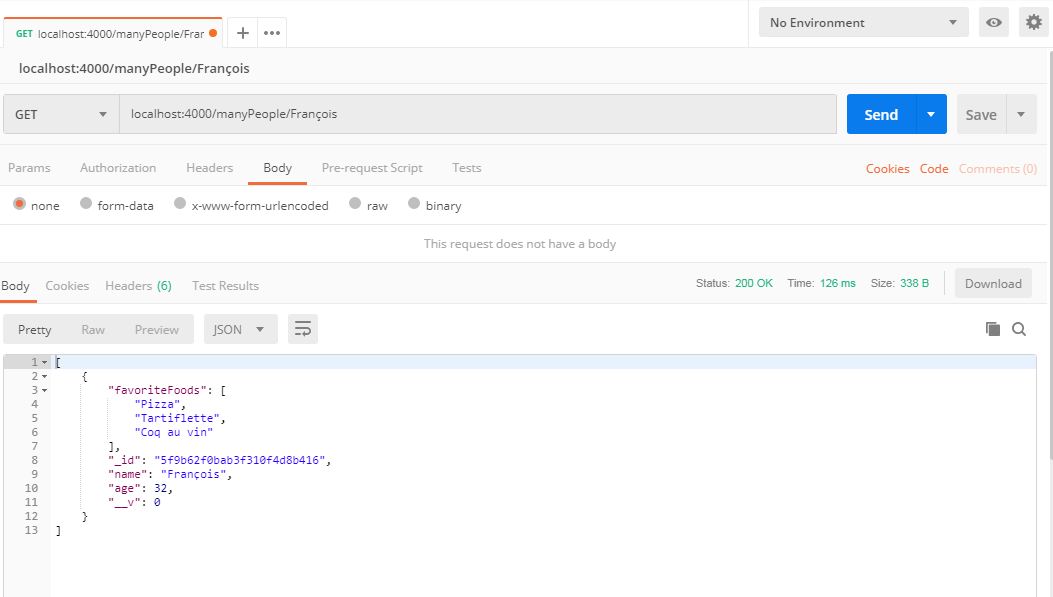 GET localhost:4000/manyPeople/Fran + •••
No Environment
localhost:4000/manyPeople/François
GET localhost:4000/manyPeople/François Send Save
Params Authorization Headers Body Pre-request Script Tests Cookies Code Comments (0)
none form-data x-www-form-urlencoded raw binary
This request does not have a body
Body Cookies Headers (6) Test Results Status: 200 OK Time: 126 ms Size: 338 B Download
Pretty Raw Preview JSON
1 [
2 {
3 "favoriteFoods": [
4 "Pizza",
5 "Tartiflette",
6 "Coq au vin"
7 ],
8 "_id": "5f9b62f0bab3f310f4d8b416",
9 "name": "François",
10 "age": 32,
11 "__v": 0
12 }
13 ]